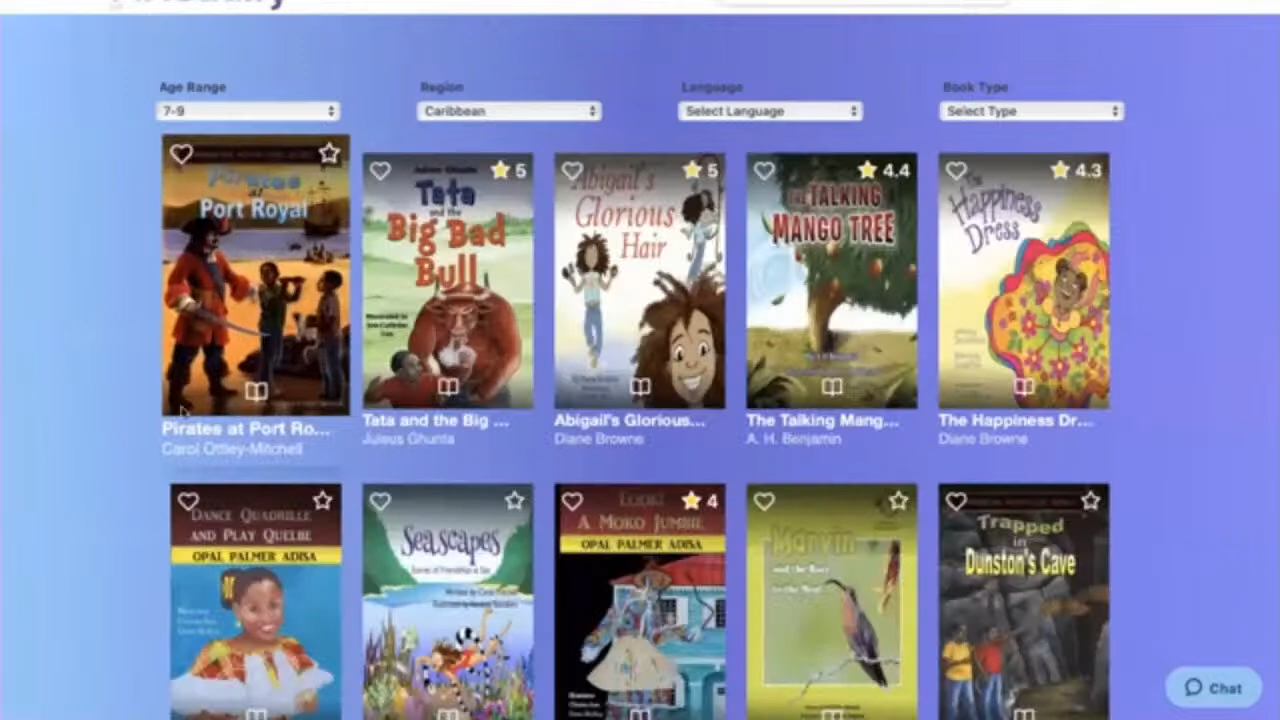 Age Range
Region
Language
Book Type
7-9
Caribbean
Select Language
Select Type
Pirates
at
Port Royal
Pirates at Port Ro...
Carol Ottley-Mitchell
5
Tata
and the
Big Bad
Bull
Tata and the Big ...
Juleus Ghunta
5
Abigail's
Glorious
Hair
Abigail's Glorious...
Diane Browne
4.4
THE TALKING
MANGO TREE
The Talking Mang...
A. H. Benjamin
4.3
The
Happiness
Dress
The Happiness Dr...
Diane Browne
DANCE QUADRILLE
AND PLAY QUELBE
OPAL PALMER ADISA
Seascapes
4
LOOK!
A MOKO JUMBIE
OPAL PALMER ADISA
Marvin
Trapped
in
Dunston's Cave
Chat